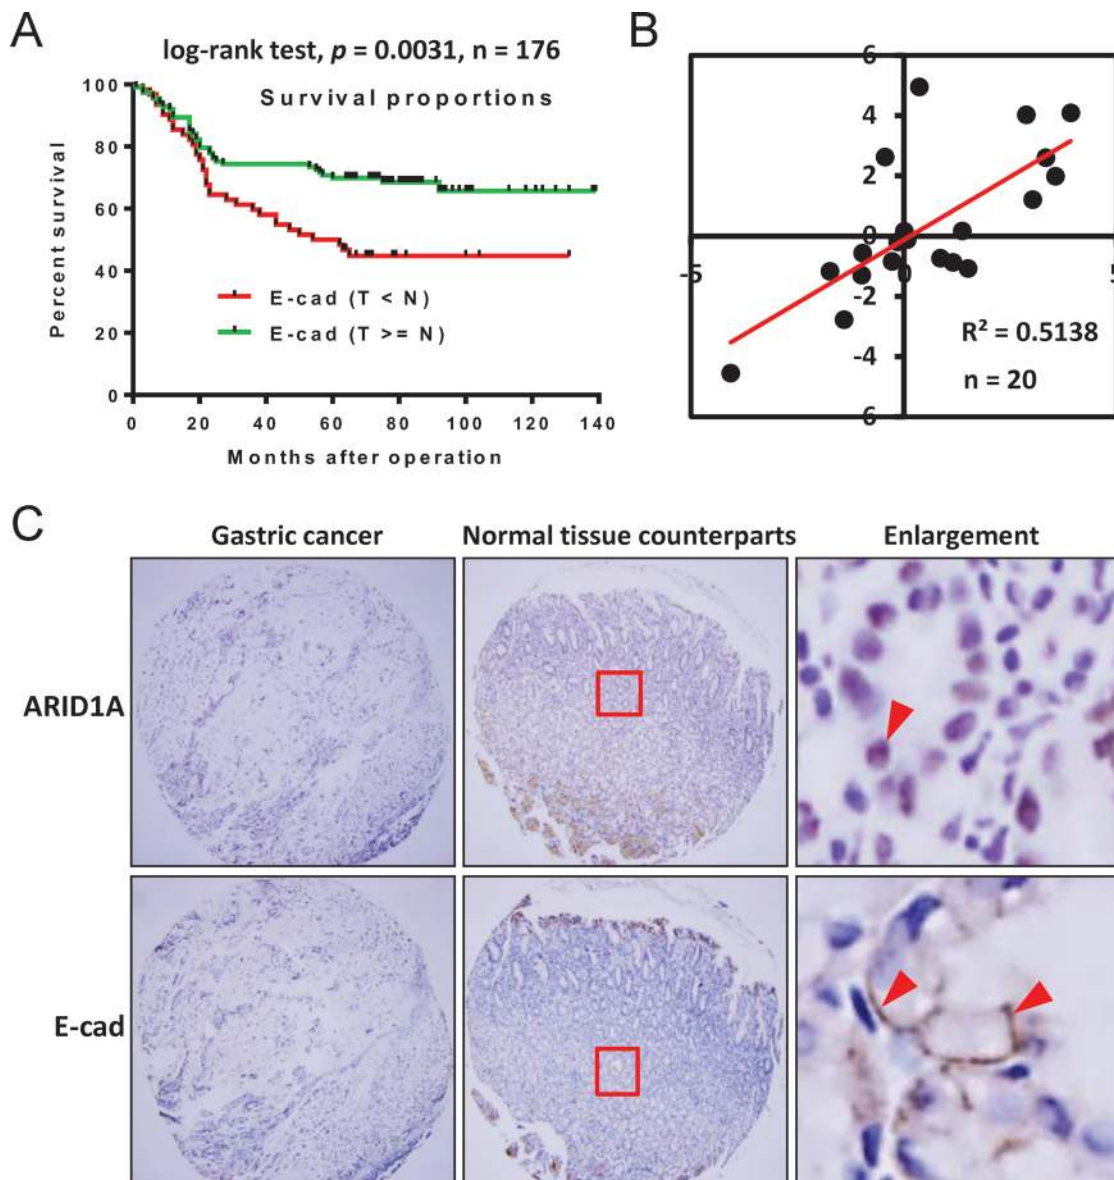 A
log-rank test, p = 0.0031, n = 176
Survival proportions
Percent survival
100
80
60
40
20
0
E-cad (T < N)
E-cad (T >= N)
0 20 40 60 80 100 120 140
Months after operation
B
6
4
2
0
-5
0
5
-2
-4
6
R² = 0.5138
n = 20
C
Gastric cancer
Normal tissue counterparts
Enlargement
ARID1A
E-cad